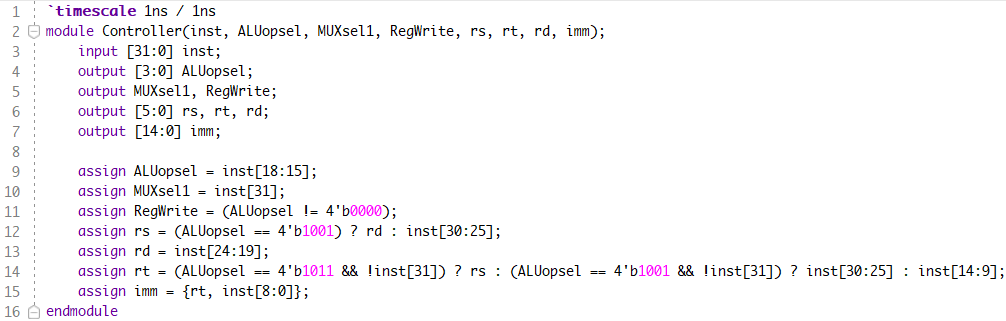 1 `timescale 1ns / 1ns
2 module Controller(inst, ALUopsel, MUXsel1, RegWrite, rs, rt, rd, imm);
3 input [31:0] inst;
4 output [3:0] ALUopsel;
5 output MUXsel1, RegWrite;
6 output [5:0] rs, rt, rd;
7 output [14:0] imm;
8
9 assign ALUopsel = inst[18:15];
10 assign MUXsel1 = inst[31];
11 assign RegWrite = (ALUopsel != 4'b0000);
12 assign rs = (ALUopsel == 4'b1001) ? rd : inst[30:25];
13 assign rd = inst[24:19];
14 assign rt = (ALUopsel == 4'b1011 && !inst[31]) ? rs : (ALUopsel == 4'b1001 && !inst[31]) ? inst[30:25] : inst[14:9];
15 assign imm = {rt, inst[8:0]};
16 endmodule